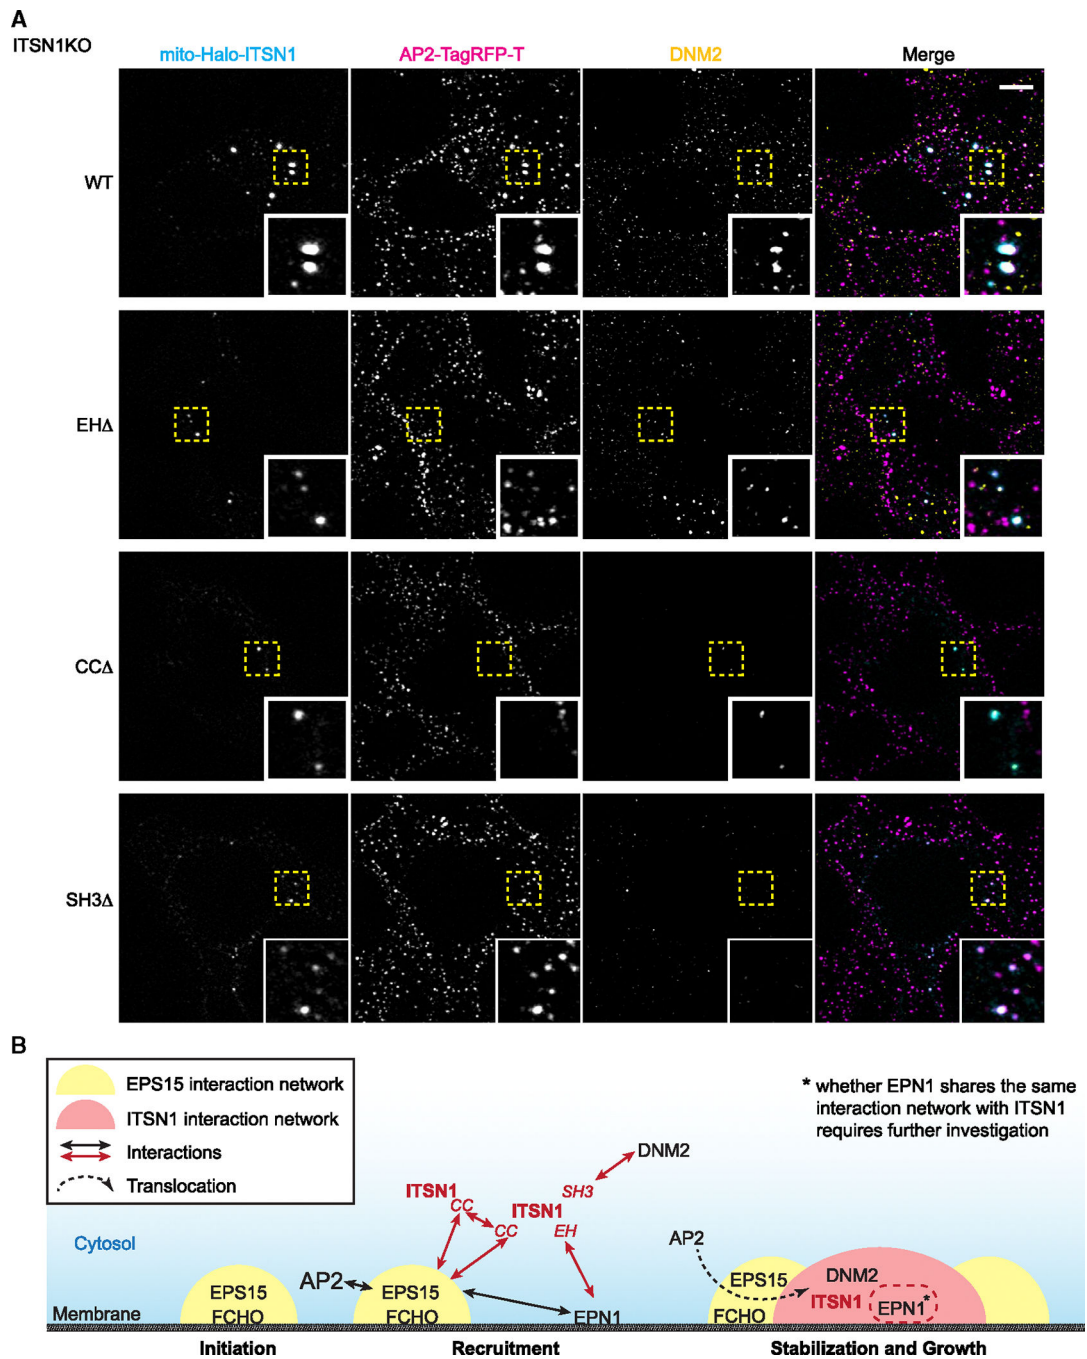 A
ITSN1KO
mito-Halo-ITSN1 AP2-TagRFP-T DNM2 Merge
WT
EHΔ
CCΔ
SH3Δ
B
EPS15 interaction network
ITSN1 interaction network
Interactions
Translocation
* whether EPN1 shares the same
interaction network with ITSN1
requires further investigation
DNM2
ITSN1 SH3
CC ITSN1
CC EH
Cytosol
AP2
EPS15
FCHO
AP2
EPS15
FCHO
EPN1
EPS15
FCHO
DNM2
ITSN1
EPN1*
Membrane
Initiation Recruitment Stabilization and Growth